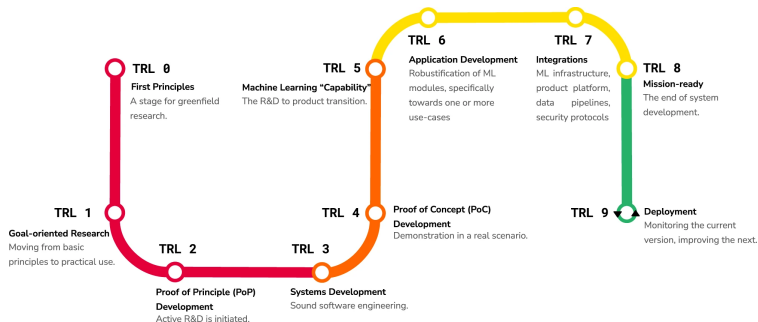 TRL 0
First Principles
A stage for greenfield
research.
TRL 1
Goal-oriented Research
Moving from basic
principles to practical use.
TRL 2
Proof of Principle (PoP)
Development
Active R&D is initiated.
TRL 3
Systems Development
Sound software engineering.
TRL 4
Proof of Concept (PoC)
Development
Demonstration in a real scenario.
TRL 5
Machine Learning “Capability”
The R&D to product transition.
TRL 6
Application Development
Robustification of ML
modules, specifically
towards one or more
use-cases
TRL 7
Integrations
ML infrastructure,
product platform,
data pipelines,
security protocols
TRL 8
Mission-ready
The end of system
development.
TRL 9
Deployment
Monitoring the current
version, improving the next.